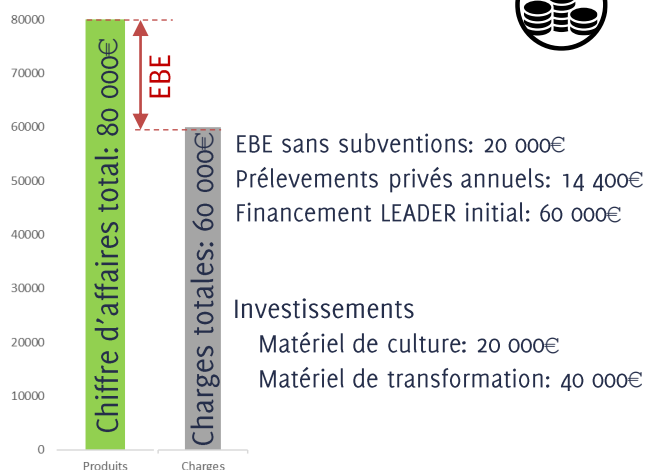 80000
70000
60000
50000
40000
30000
20000
10000
0
Chiffre d'affaires total: 80 000€
EBE
Charges totales: 60 000€
Produits
Charges
EBE sans subventions: 20 000€
Prélevements privés annuels: 14 400€
Financement LEADER initial: 60 000€
Investissements
Matériel de culture: 20 000€
Matériel de transformation: 40 000€